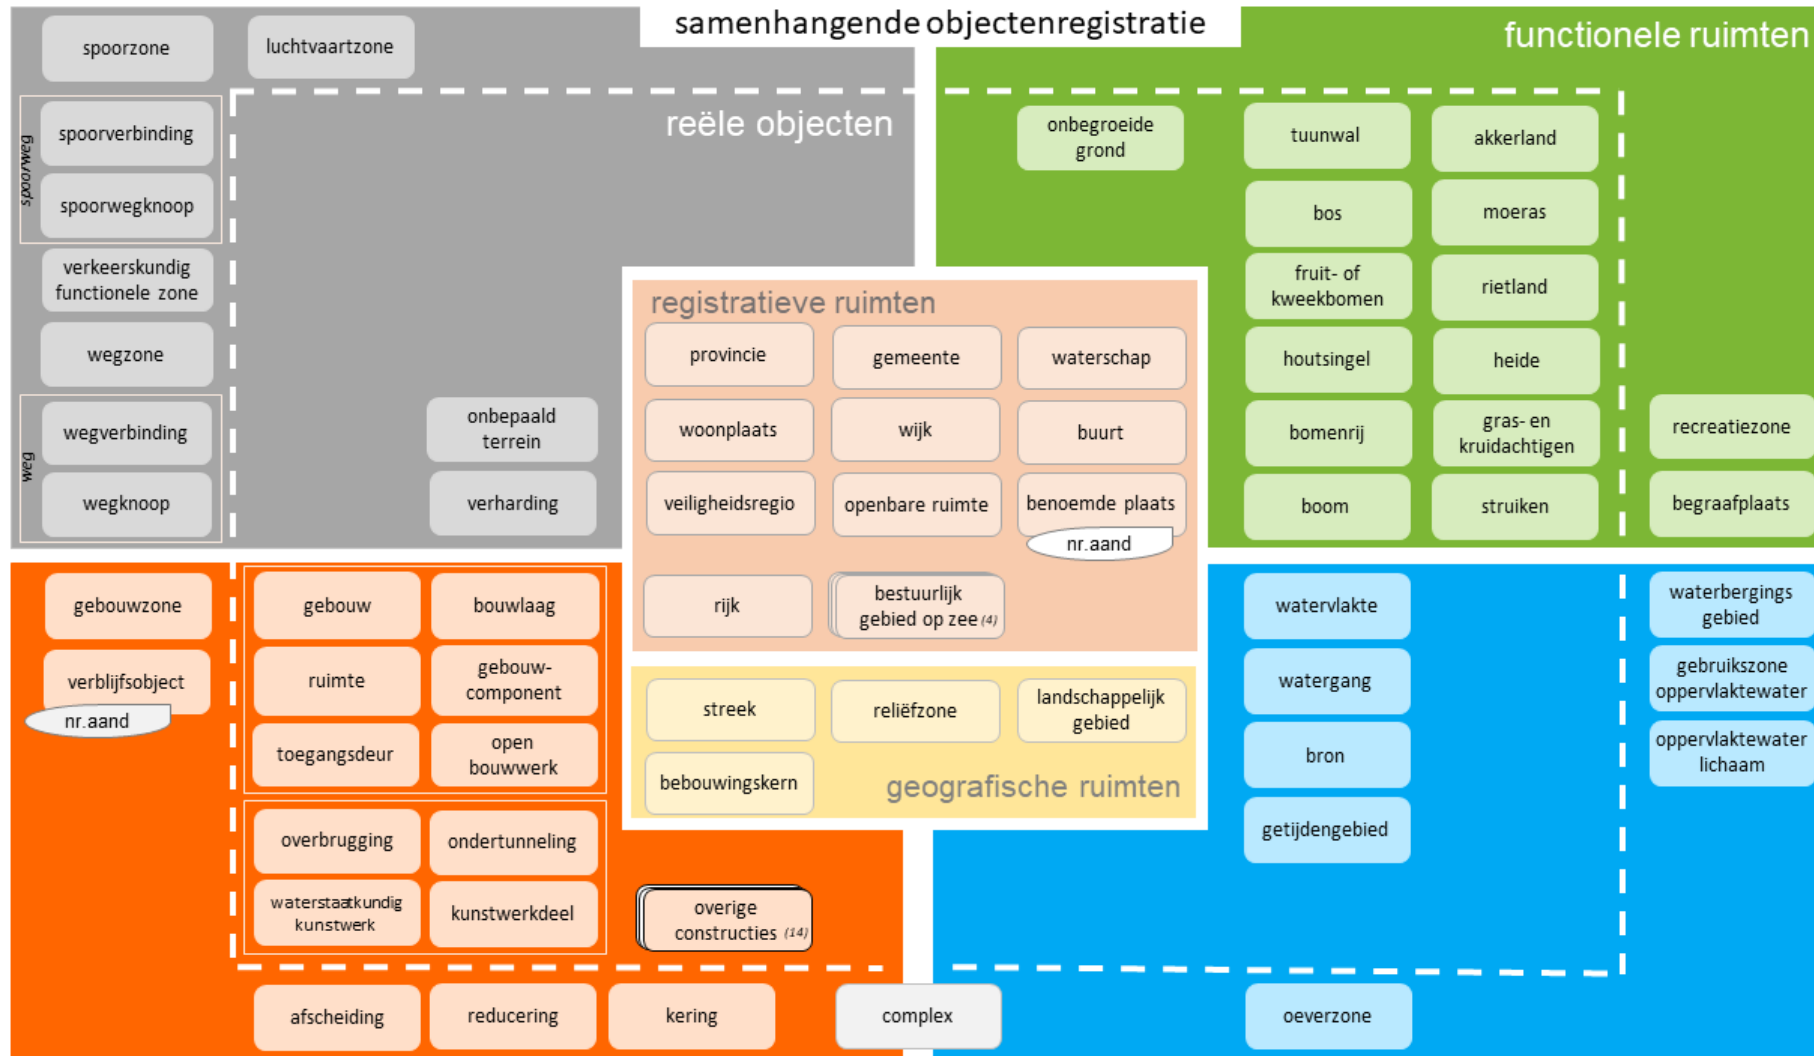 samenhangende objectenregistratie
functionele ruimten
spoorzone
luchtvaartzone
reële objecten
spoorweg
spoorverbinding
spoorwegknoop
verkeerskundig
functionele zone
wegzone
weg
wegverbinding
wegknoop
onbepaald
terrein
verharding
onbegroeide
grond
tuunwal
akkerland
bos
moeras
fruit- of
kweekbomen
rietland
houtsingel
heide
bomenrij
gras- en
kruidachtigen
boom
struiken
recreatiezone
begraafplaats
registratieve ruimten
provincie
gemeente
waterschap
woonplaats
wijk
buurt
veiligheidsregio
openbare ruimte
benoemde plaats
nr.aand
rijk
bestuurlijk
gebied op zee (4)
streek
reliëfzone
landschappelijk
gebied
bebouwingskern
geografische ruimten
gebouwzone
verblijfsobject
nr.aand
gebouw
bouwlaag
ruimte
gebouw-
component
toegangsdeur
open
bouwwerk
overbrugging
ondertunneling
waterstaatkundig
kunstwerk
kunstwerkdeel
overige
constructies (14)
afscheiding
reducering
kering
complex
watervlakte
watergang
bron
getijdengebied
oeverzone
waterbergings
gebied
gebruikszone
oppervlaktewater
oppervlaktewater
lichaam